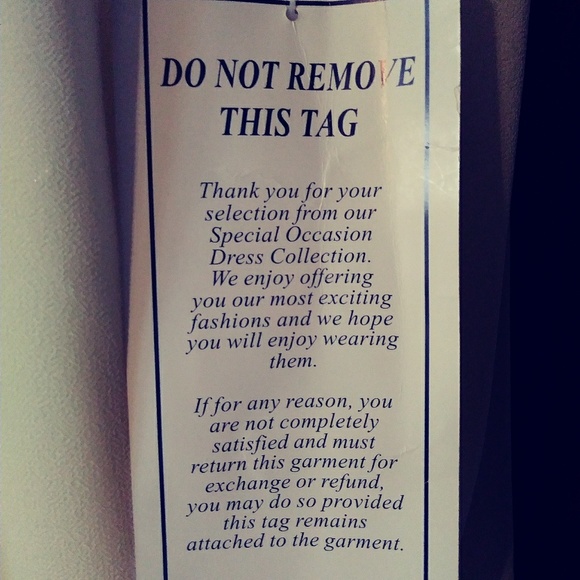 DO NOT REMOVE
THIS TAG
Thank you for your
selection from our
Special Occasion
Dress Collection.
We enjoy offering
you our most exciting
fashions and we hope
you will enjoy wearing
them.
If for any reason, you
are not completely
satisfied and must
return this garment for
exchange or refund,
you may do so provided
this tag remains
attached to the garment.